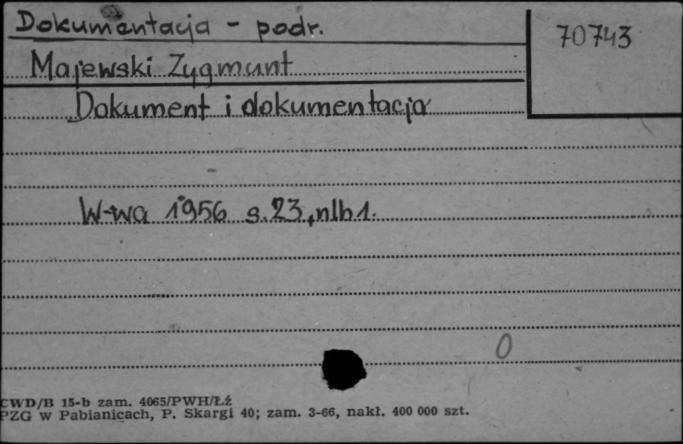 Dokumentacja - podr.
70743
Majewski Zygmunt
Dokument i dokumentacja
W-wa 1956 s.23, nlb 1.
0
CWD/B 15-b zam. 4065/PWH/Łź
PZG w Pabianicach, P. Skargi 40; zam. 3-66, nakł. 400 000 szt.